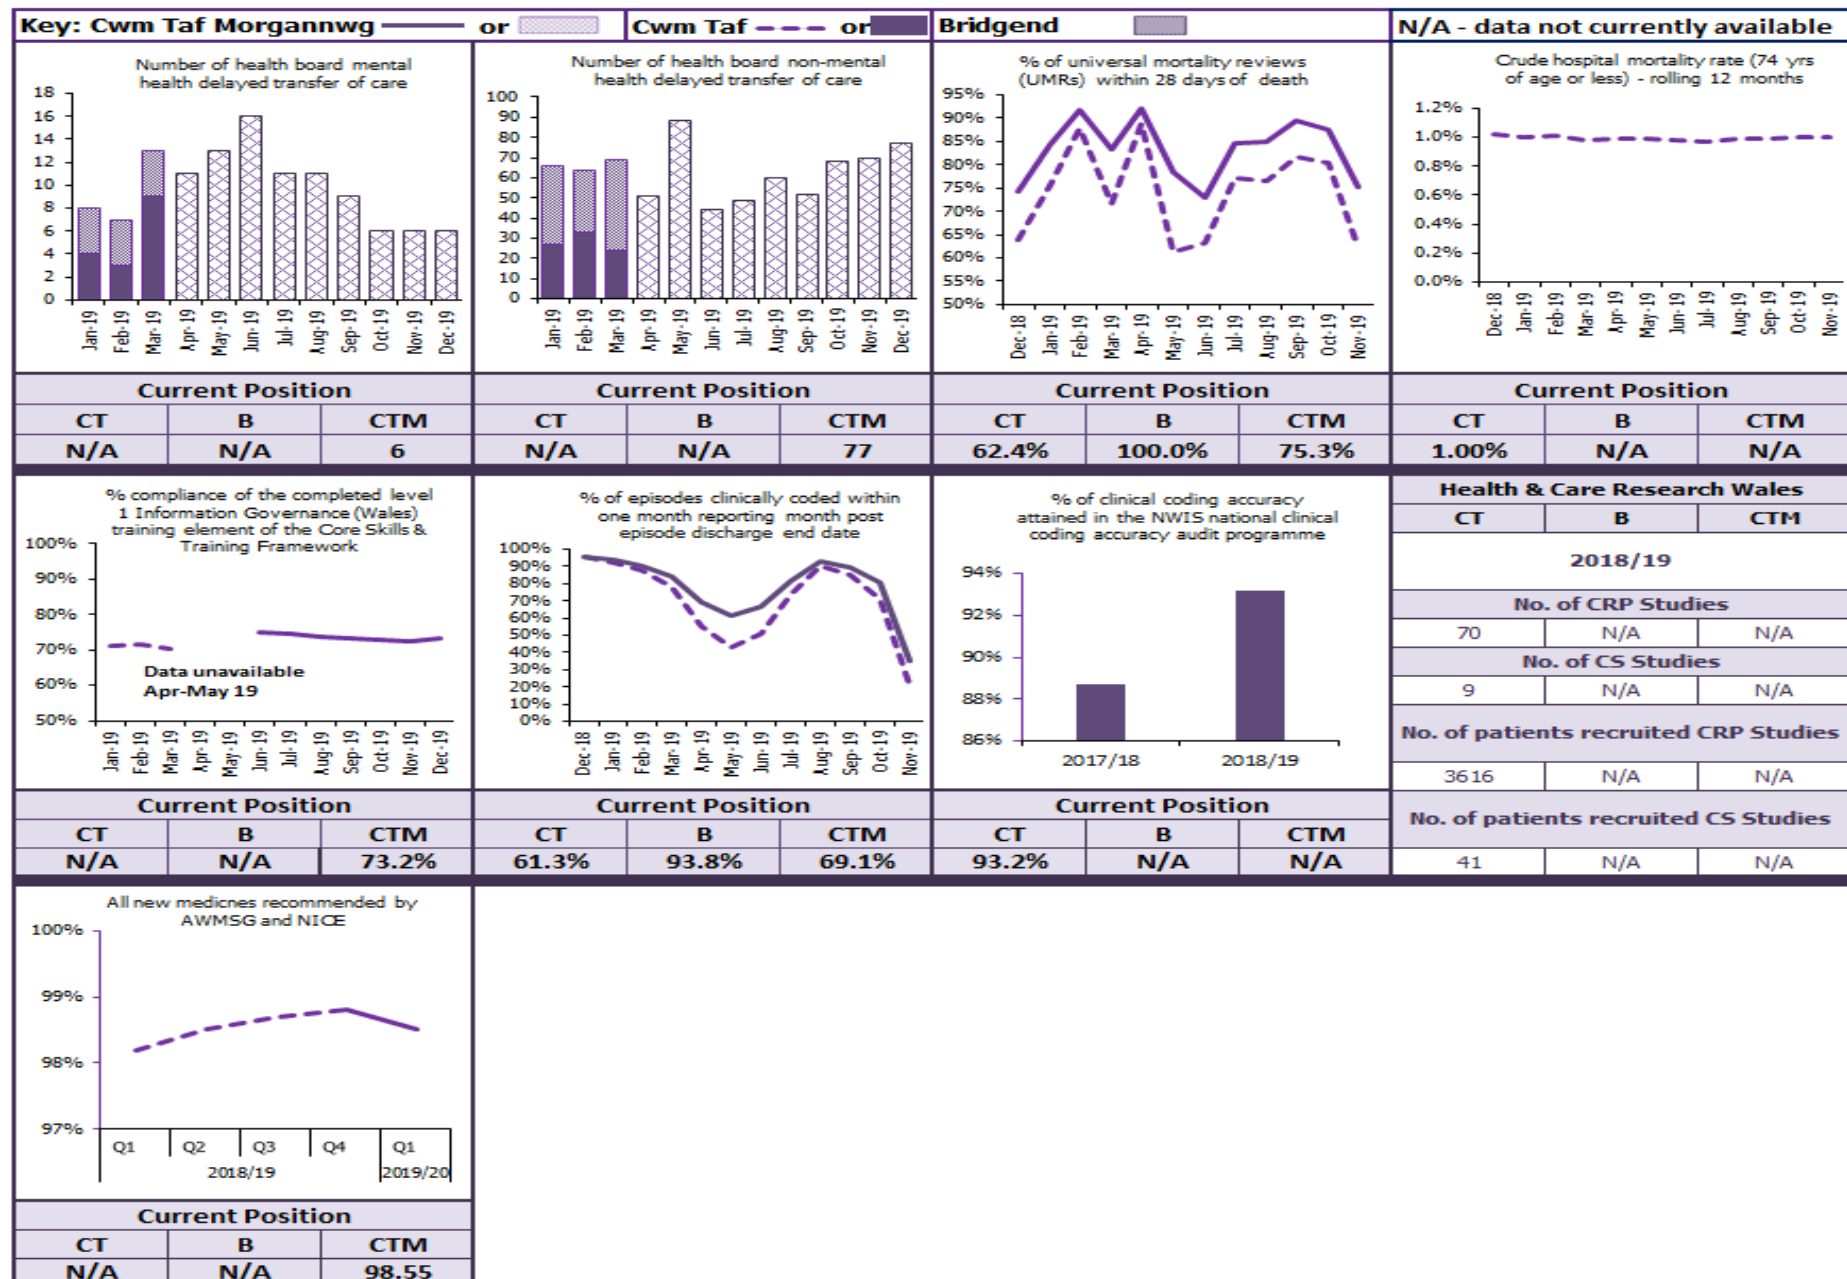 Key: Cwm Taf Morgannwg or Cwm Taf or Bridgend N/A - data not currently available
Number of health board mental
health delayed transfer of care
18
16
14
12
10
8
6
4
2
0
Jan-19 Feb-19 Mar-19 Apr-19 May-19 Jun-19 Jul-19 Aug-19 Sep-19 Oct-19 Nov-19 Dec-19
Current Position
CT B CTM
N/A N/A 6
Number of health board non-mental
health delayed transfer of care
100
90
80
70
60
50
40
30
20
10
0
Jan-19 Feb-19 Mar-19 Apr-19 May-19 Jun-19 Jul-19 Aug-19 Sep-19 Oct-19 Nov-19 Dec-19
Current Position
CT B CTM
N/A N/A 77
% of universal mortality reviews
(UMRs) within 28 days of death
95%
90%
85%
80%
75%
70%
65%
60%
55%
50%
Dec-18 Jan-19 Feb-19 Mar-19 Apr-19 May-19 Jun-19 Jul-19 Aug-19 Sep-19 Oct-19 Nov-19
Current Position
CT B CTM
62.4% 100.0% 75.3%
Crude hospital mortality rate (74 yrs
of age or less) - rolling 12 months
1.2%
1.0%
0.8%
0.6%
0.4%
0.2%
0.0%
Dec-18 Jan-19 Feb-19 Mar-19 Apr-19 May-19 Jun-19 Jul-19 Aug-19 Sep-19 Oct-19 Nov-19
Current Position
CT B CTM
1.00% N/A N/A
% compliance of the completed level
1 Information Governance (Wales)
training element of the Core Skills &
Training Framework
100%
90%
80%
70%
60%
50%
Data unavailable
Apr-May 19
Jan-19 Feb-19 Mar-19 Apr-19 May-19 Jun-19 Jul-19 Aug-19 Sep-19 Oct-19 Nov-19 Dec-19
Current Position
CT B CTM
N/A N/A 73.2%
% of episodes clinically coded within
one month reporting month post
episode discharge end date
100%
90%
80%
70%
60%
50%
40%
30%
20%
10%
0%
Dec-18 Jan-19 Feb-19 Mar-19 Apr-19 May-19 Jun-19 Jul-19 Aug-19 Sep-19 Oct-19 Nov-19
Current Position
CT B CTM
61.3% 93.8% 69.1%
% of clinical coding accuracy
attained in the NWIS national clinical
coding accuracy audit programme
94%
92%
90%
88%
86%
2017/18 2018/19
Current Position
CT B CTM
93.2% N/A N/A
Health & Care Research Wales
CT B CTM
2018/19
No. of CRP Studies
70 N/A N/A
No. of CS Studies
9 N/A N/A
No. of patients recruited CRP Studies
3616 N/A N/A
No. of patients recruited CS Studies
41 N/A N/A
All new medicnes recommended by
AWMSG and NICE
100%
99%
98%
97%
Q1 Q2 Q3 Q4 Q1
2018/19 2019/20
Current Position
CT B CTM
N/A N/A 98.55